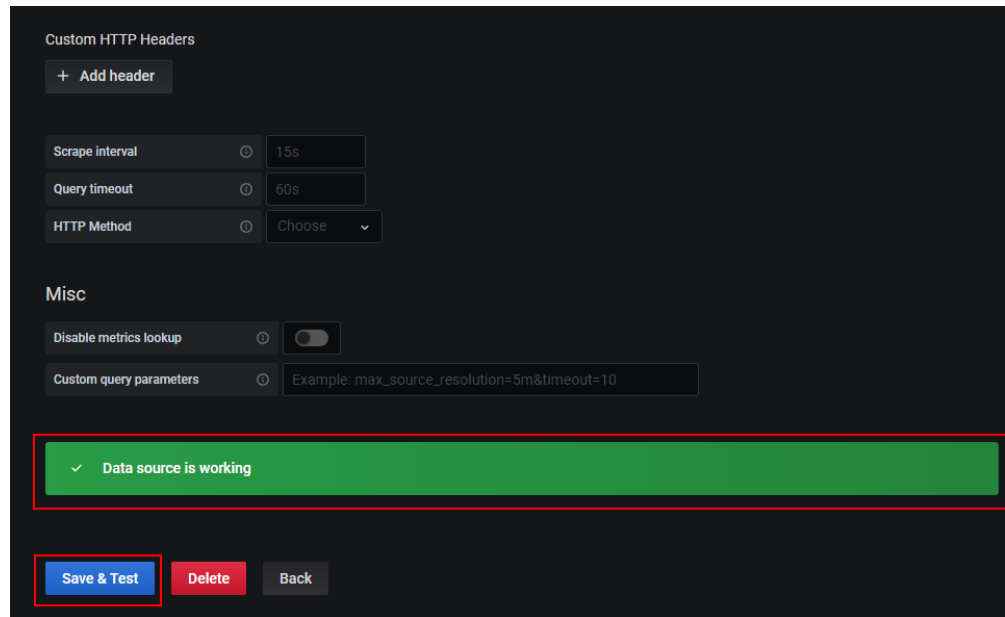 Custom HTTP Headers
+ Add header
Scrape interval 15s
Query timeout 60s
HTTP Method Choose
Misc
Disable metrics lookup
Custom query parameters Example: max_source_resolution=5m&timeout=10
Data source is working
Save & Test Delete Back